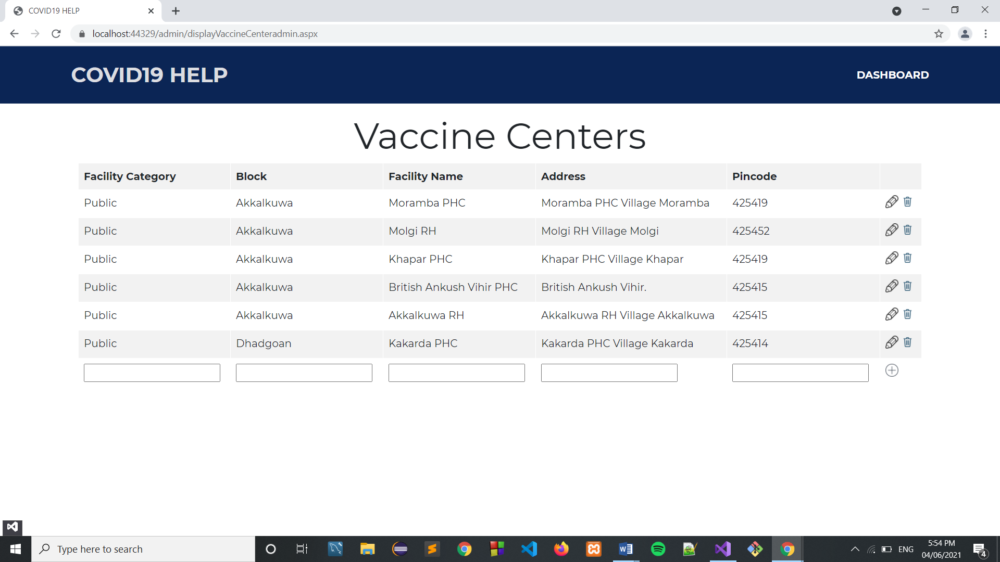 COVID19 HELP
localhost:44329/admin/displayVaccineCenteradmin.aspx
COVID19 HELP DASHBOARD
Vaccine Centers
Facility Category Block Facility Name Address Pincode
Public Akkalkuwa Moramba PHC Moramba PHC Village Moramba 425419
Public Akkalkuwa Molgi RH Molgi RH Village Molgi 425452
Public Akkalkuwa Khapar PHC Khapar PHC Village Khapar 425419
Public Akkalkuwa British Ankush Vihir PHC British Ankush Vihir. 425415
Public Akkalkuwa Akkalkuwa RH Akkalkuwa RH Village Akkalkuwa 425415
Public Dhadgoan Kakarda PHC Kakarda PHC Village Kakarda 425414
Type here to search
ENG
5:54 PM
04/06/2021
4